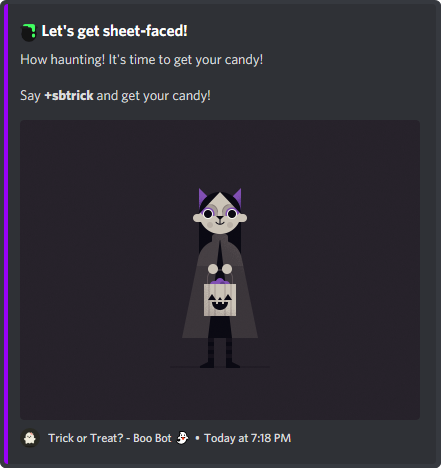 Let's get sheet-faced!
How haunting! It's time to get your candy!
Say +sbtrick and get your candy!
Trick or Treat? - Boo Bot 👻 • Today at 7:18 PM